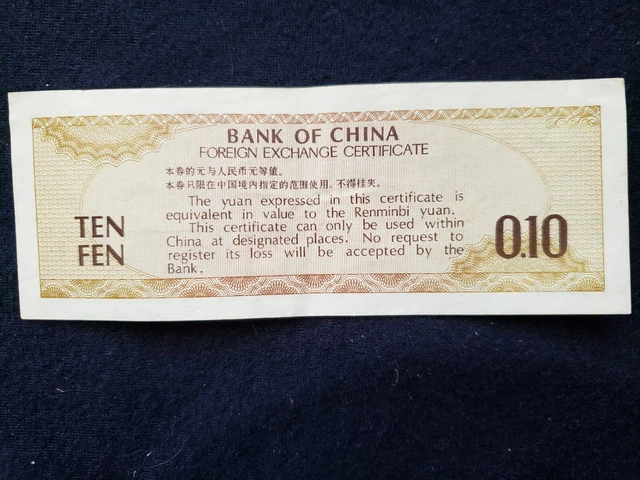 BANK OF CHINA
FOREIGN EXCHANGE CERTIFICATE
本券的元与人民币元等值。
本券只限在中国境内指定的范围使用。不得挂失。
The yuan expressed in this certificate is
equivalent in value to the Renminbi yuan.
This certificate can only be used within
China at designated places. No request to
register its loss will be accepted by the
Bank.
TEN
FEN
0.10